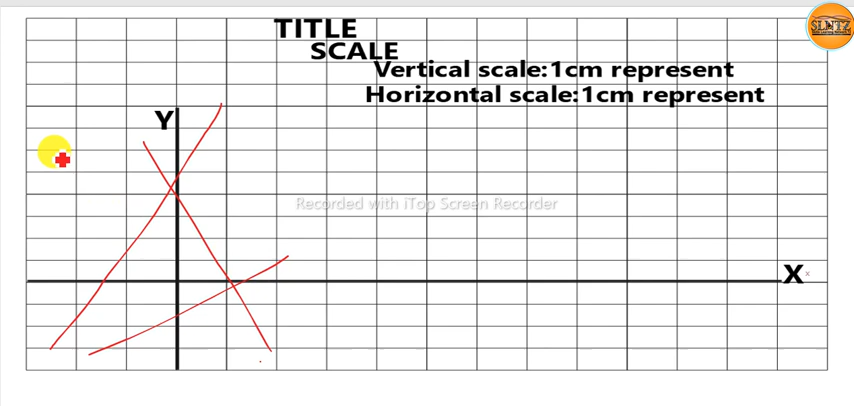 TITLE
SCALE
Vertical scale:1cm represent
Horizontal scale:1cm represent
Y
Recorded with iTop Screen Recorder
X x
SLNTZ